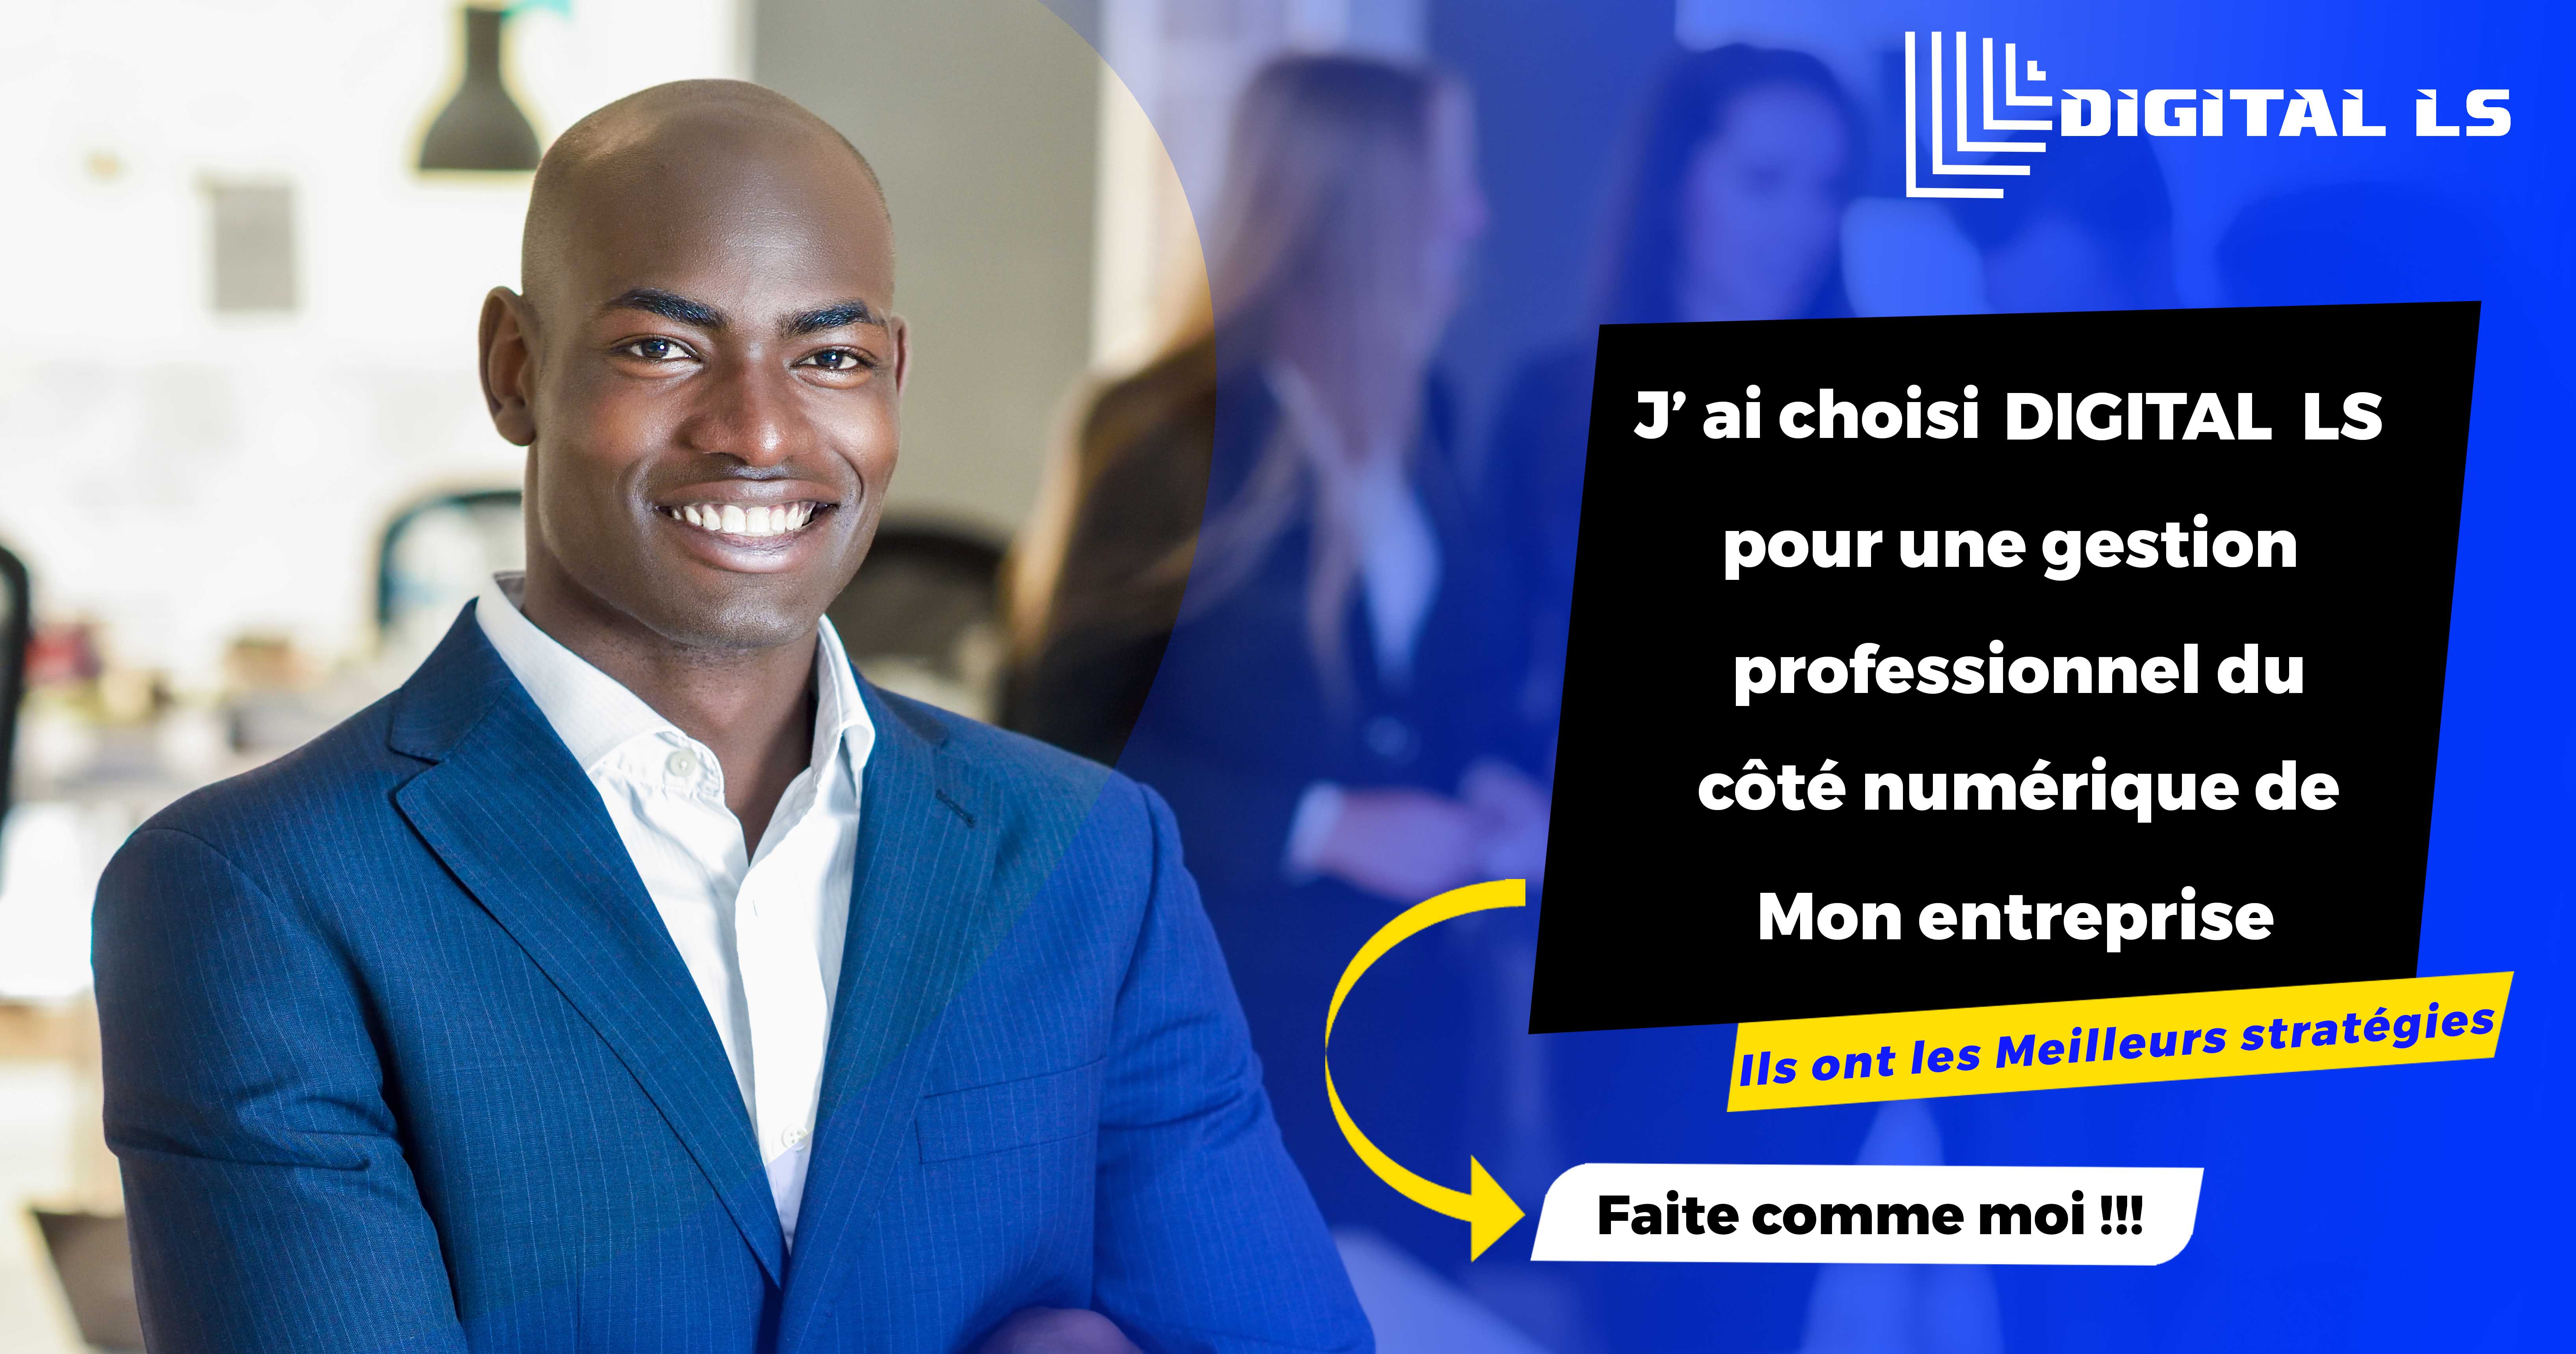 DIGITAL LS
J' ai choisi DIGITAL LS
pour une gestion
professionnel du
côté numérique de
Mon entreprise
Ils ont les Meilleurs stratégies
Faite comme moi !!!